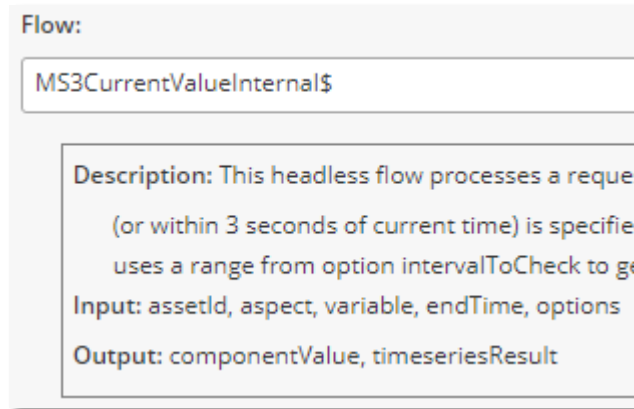 Flow:
MS3CurrentValueInternal$
Description: This headless flow processes a reque
(or within 3 seconds of current time) is specifie
uses a range from option intervalToCheck to ge
Input: assetId, aspect, variable, endTime, options
Output: componentValue, timeseriesResult